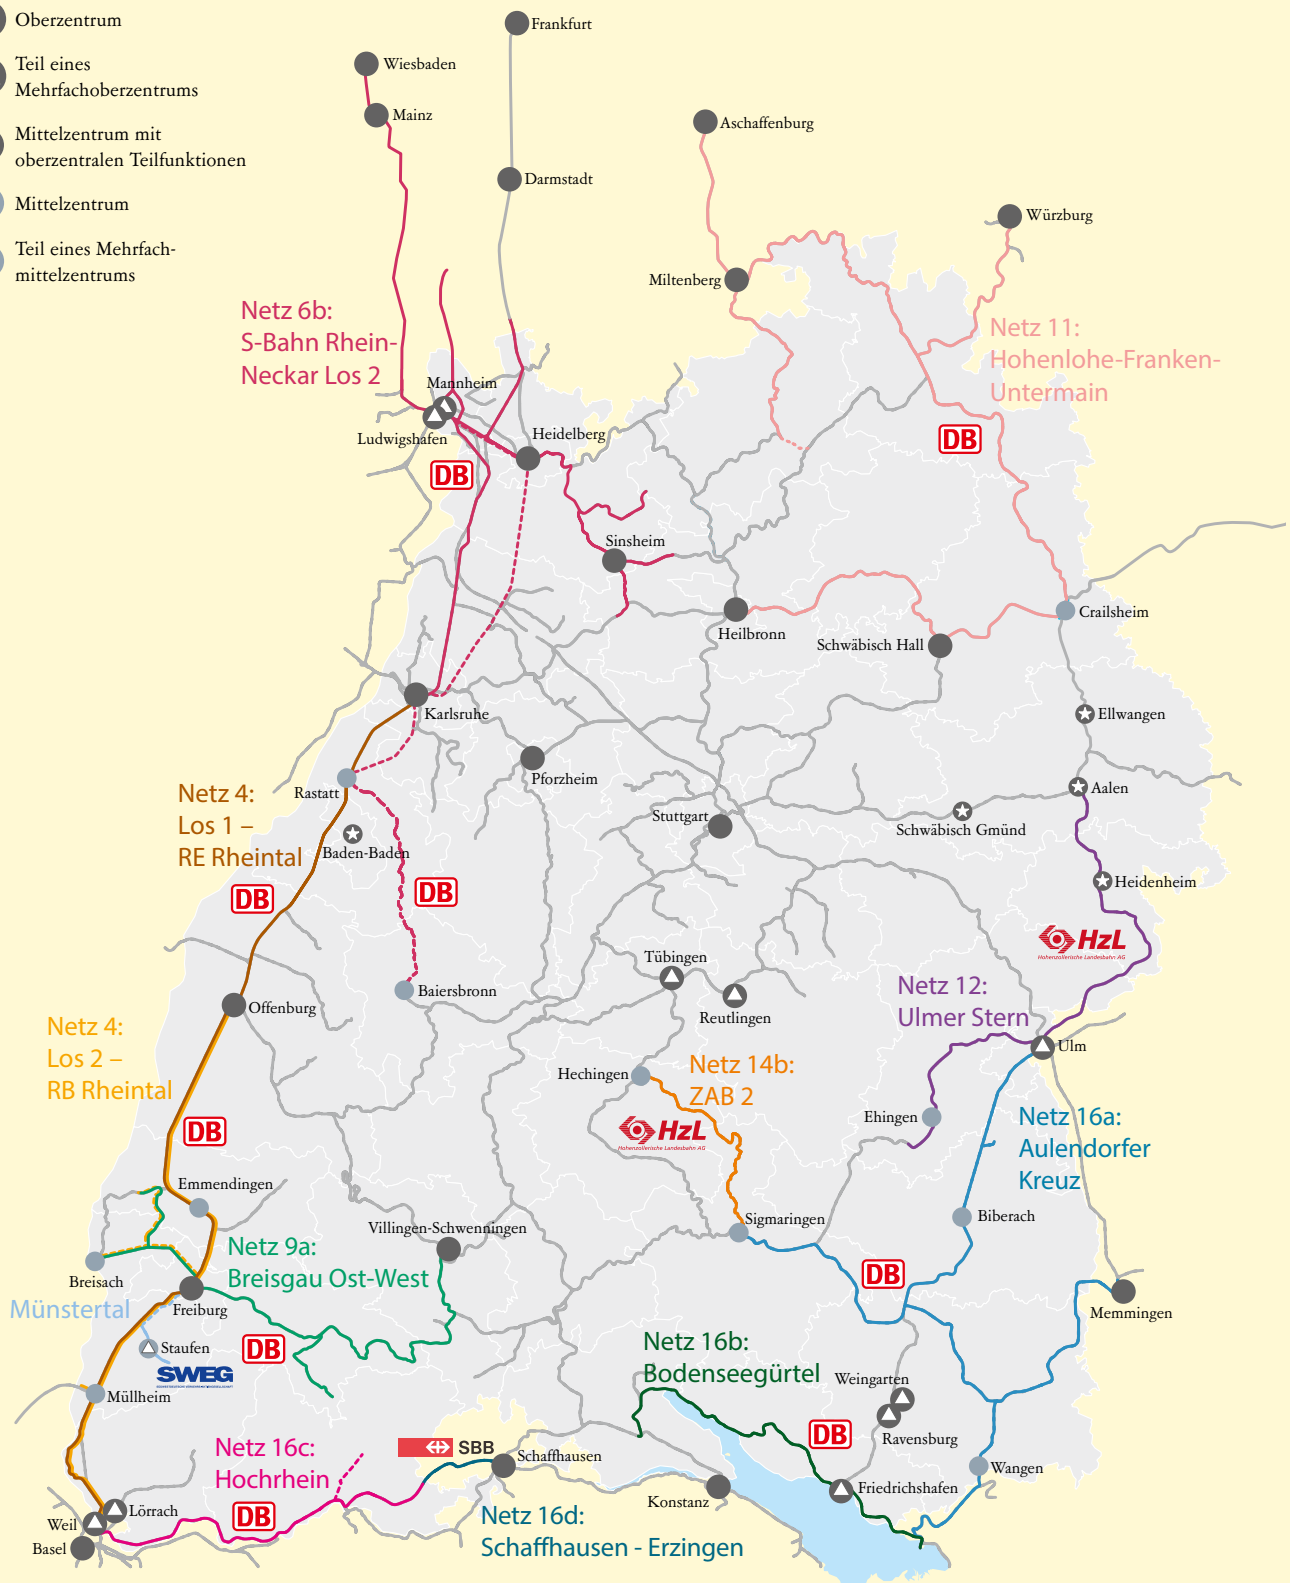 Oberzentrum
Teil eines
Mehrfachoberzentrums
Mittelzentrum mit
oberzentralen Teilfunktionen
Mittelzentrum
Teil eines Mehrfach-
mittelzentrums
Frankfurt
Wiesbaden
Mainz
Aschaffenburg
Darmstadt
Würzburg
Miltenberg
Netz 6b:
S-Bahn Rhein-
Neckar Los 2
Netz 11:
Hohenlohe-Franken-
Untermain
Mannheim
Ludwigshafen
Heidelberg
DB
DB
Sinsheim
Heilbronn
Schwäbisch Hall
Crailsheim
Karlsruhe
Ellwangen
Pforzheim
Rastatt
Netz 4:
Los 1 –
RE Rheintal
Baden-Baden
Stuttgart
Aalen
Schwäbisch Gmünd
Heidenheim
DB
DB
HzL
Hohenzollerische Landesbahn AG
Tübingen
Reutlingen
Baiersbronn
Offenburg
Netz 12:
Ulmer Stern
Ulm
Netz 4:
Los 2 –
RB Rheintal
Hechingen
Netz 14b:
ZAB 2
HzL
Hohenzollerische Landesbahn AG
Ehingen
Netz 16a:
Aulendorfer
Kreuz
DB
Emmendingen
Villingen-Schwenningen
Sigmaringen
Biberach
Netz 9a:
Breisgau Ost-West
Breisach
Münstertal
Freiburg
DB
Memmingen
Staufen
SWEG
DB
Netz 16b:
Bodenseegürtel
Weingarten
Ravensburg
DB
Müllheim
Netz 16c:
Hochrhein
SBB
Schaffhausen
Wangen
Konstanz
Friedrichshafen
Lörrach
Weil
Basel
DB
Netz 16d:
Schaffhausen - Erzingen